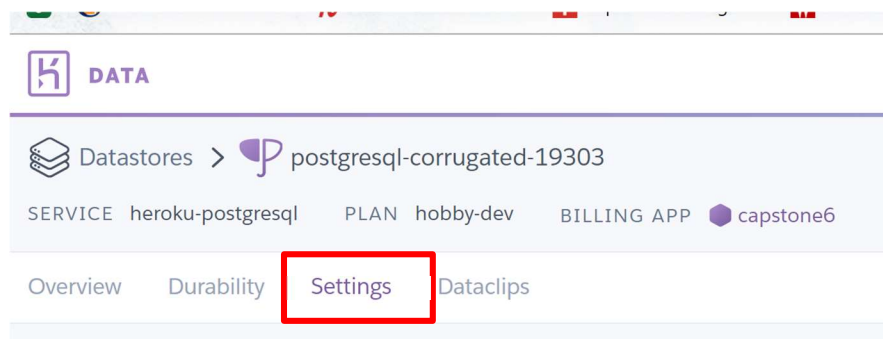 DATA
Datastores > postgresql-corrugated-19303
SERVICE heroku-postgresql PLAN hobby-dev BILLING APP capstone6
Overview Durability Settings Dataclips